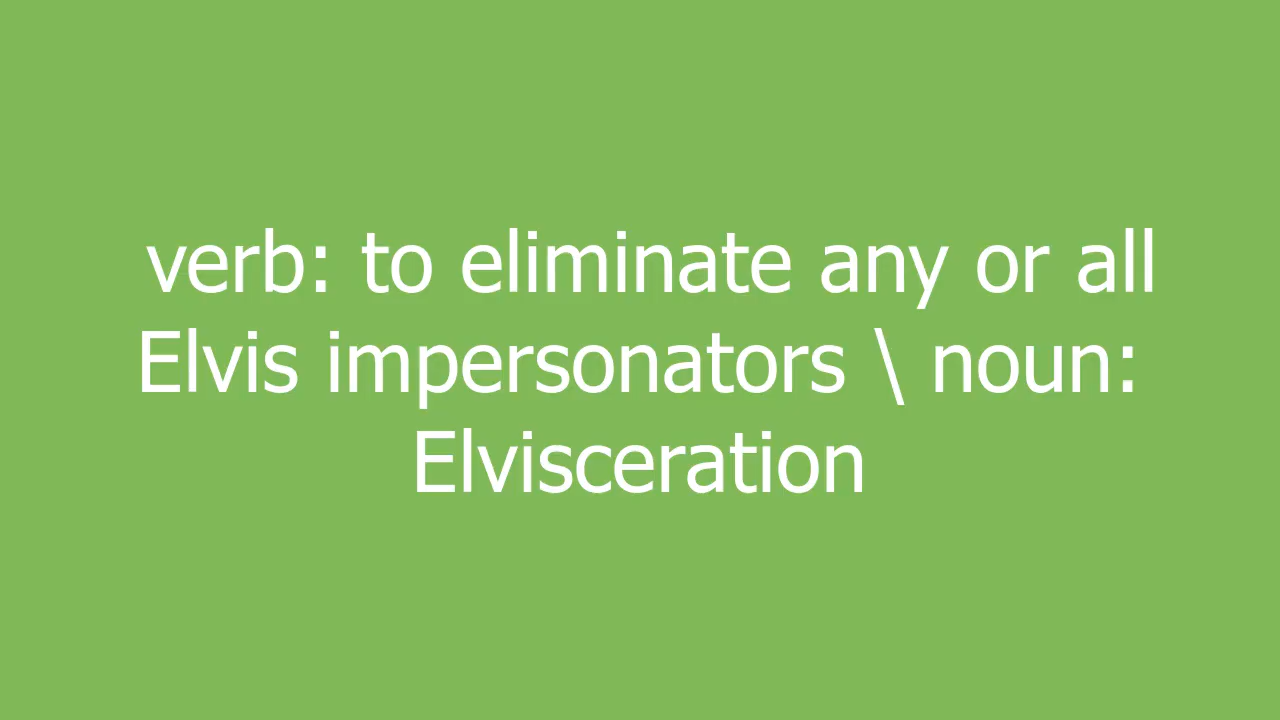 verb: to eliminate any or all
Elvis impersonators \ noun:
Elvisceration